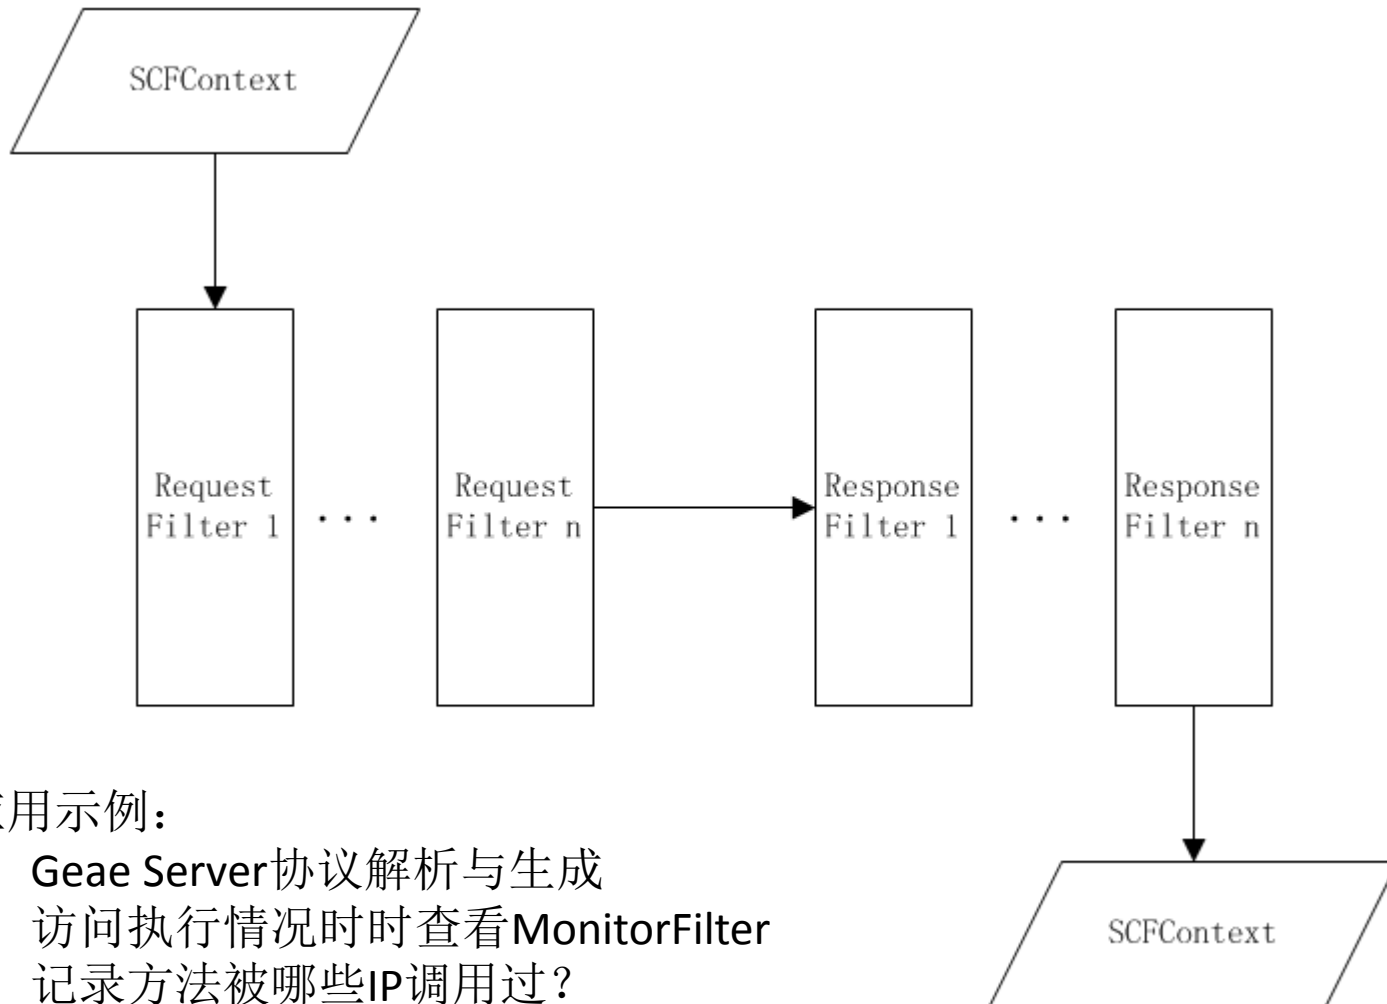 SCFContext
Request
Filter 1
...
Request
Filter n
Response
Filter 1
...
Response
Filter n
用示例：
Geae Server协议解析与生成
访问执行情况时时查看MonitorFilter
记录方法被哪些IP调用过？
SCFContext